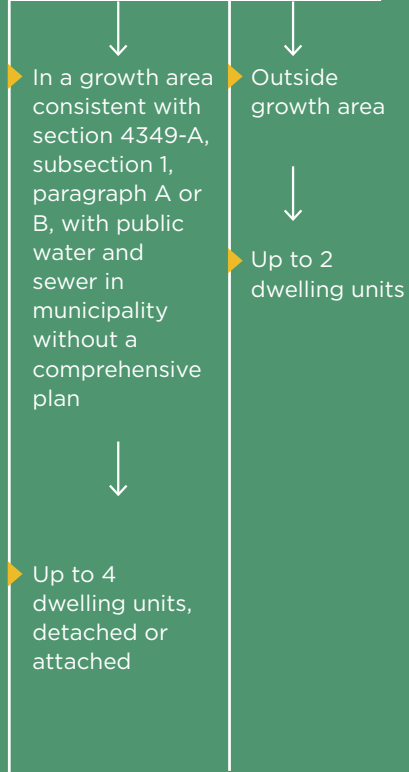 In a growth area
consistent with
section 4349-A,
subsection 1,
paragraph A or
B, with public
water and
sewer in
municipality
without a
comprehensive
plan
Up to 4
dwelling units,
detached or
attached
Outside
growth area
Up to 2
dwelling units